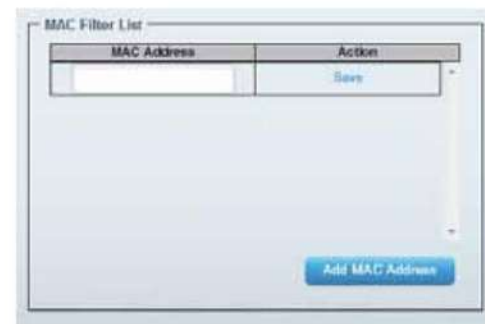 MAC Filter List
MAC Address Action
Save
Add MAC Address